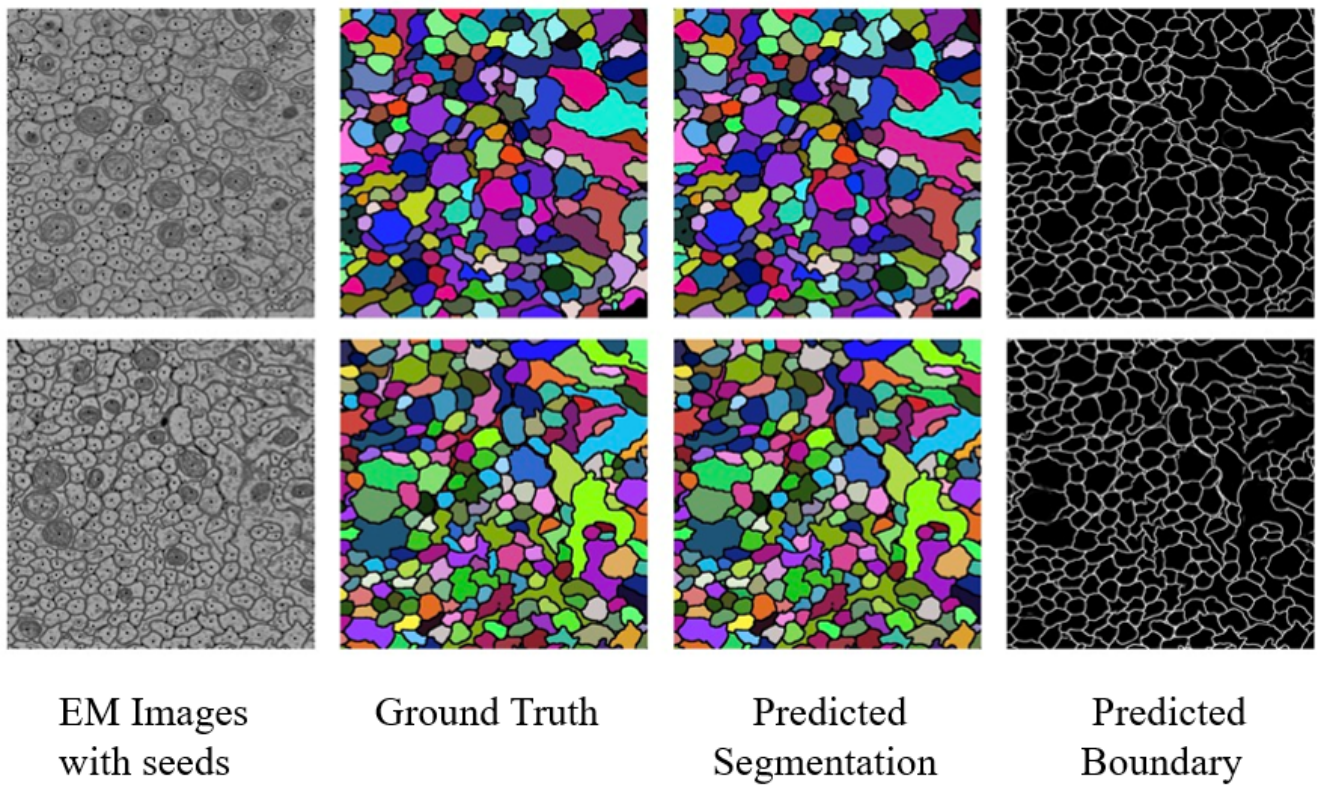 EM Images
with seeds
Ground Truth
Predicted
Segmentation
Predicted
Boundary